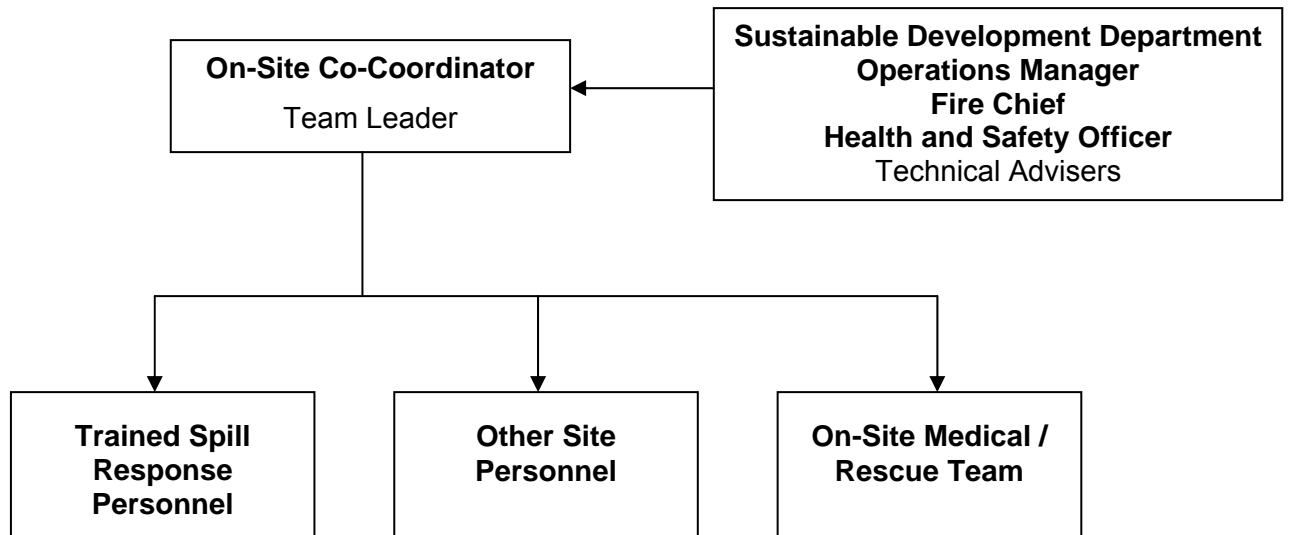 On-Site Co-Coordinator
Team Leader
Sustainable Development Department
Operations Manager
Fire Chief
Health and Safety Officer
Technical Advisers
Trained Spill
Response
Personnel
Other Site
Personnel
On-Site Medical /
Rescue Team